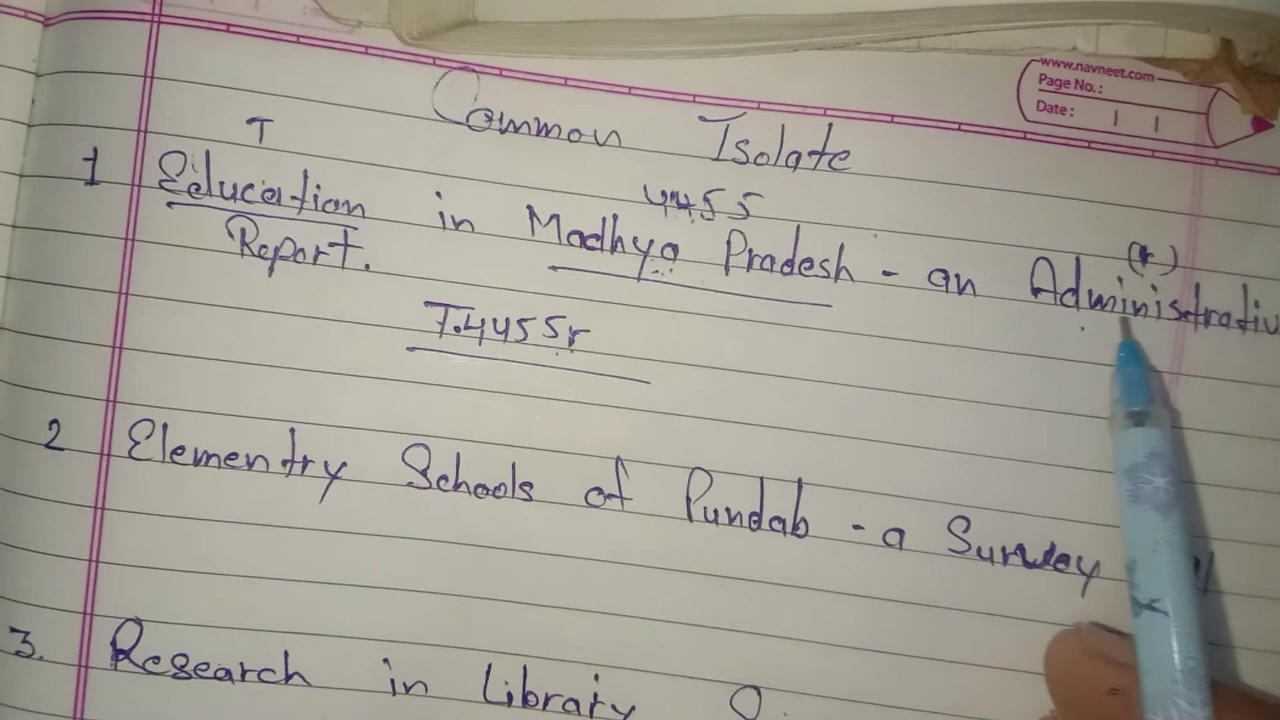 www.navneet.com
Page No.:
Date:
Common Isolate
T 4455 (r)
1 Education in Madhya Pradesh - an Administrativ
Report.
T.4455r
2 Elementry Schools of Pundab - a Survey
3. Research in Library